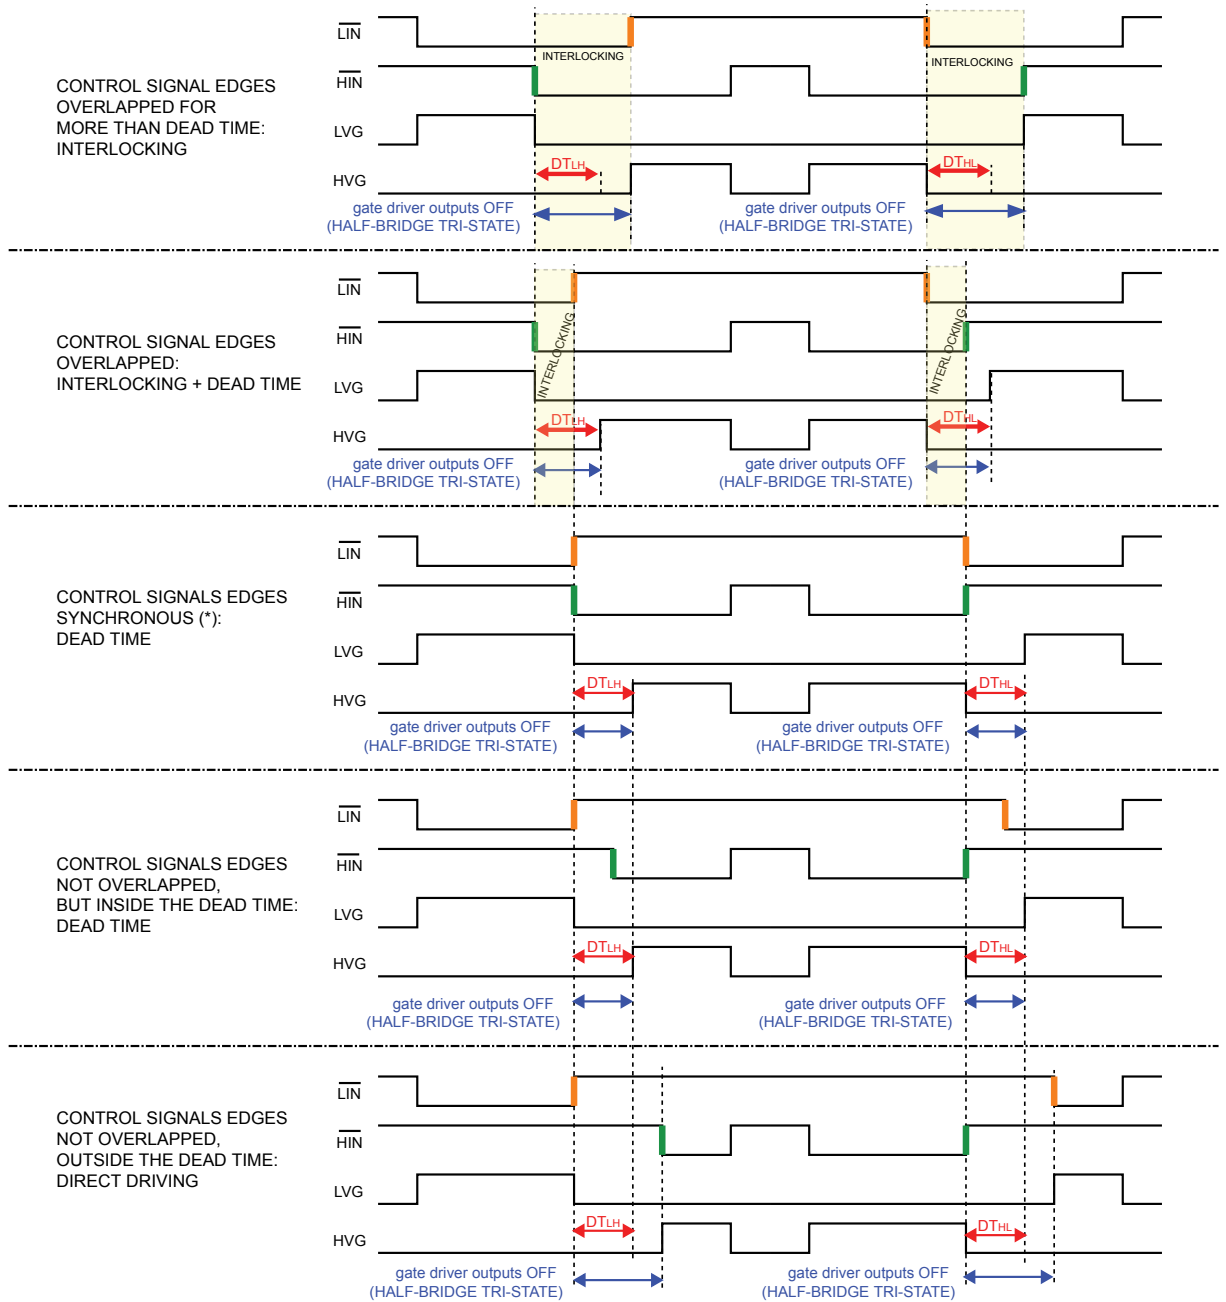 CONTROL SIGNAL EDGES
OVERLAPPED FOR
MORE THAN DEAD TIME:
INTERLOCKING
LIN
HIN
LVG
HVG
INTERLOCKING
INTERLOCKING
DTLH
DTHL
gate driver outputs OFF
(HALF-BRIDGE TRI-STATE)
gate driver outputs OFF
(HALF-BRIDGE TRI-STATE)
CONTROL SIGNAL EDGES
OVERLAPPED:
INTERLOCKING + DEAD TIME
LIN
HIN
LVG
HVG
INTERLOCKING
INTERLOCKING
DTLH
DTHL
gate driver outputs OFF
(HALF-BRIDGE TRI-STATE)
gate driver outputs OFF
(HALF-BRIDGE TRI-STATE)
CONTROL SIGNALS EDGES
SYNCHRONOUS (*):
DEAD TIME
LIN
HIN
LVG
HVG
DTLH
DTHL
gate driver outputs OFF
(HALF-BRIDGE TRI-STATE)
gate driver outputs OFF
(HALF-BRIDGE TRI-STATE)
CONTROL SIGNALS EDGES
NOT OVERLAPPED,
BUT INSIDE THE DEAD TIME:
DEAD TIME
LIN
HIN
LVG
HVG
DTLH
DTHL
gate driver outputs OFF
(HALF-BRIDGE TRI-STATE)
gate driver outputs OFF
(HALF-BRIDGE TRI-STATE)
CONTROL SIGNALS EDGES
NOT OVERLAPPED,
OUTSIDE THE DEAD TIME:
DIRECT DRIVING
LIN
HIN
LVG
HVG
DTLH
DTHL
gate driver outputs OFF
(HALF-BRIDGE TRI-STATE)
gate driver outputs OFF
(HALF-BRIDGE TRI-STATE)